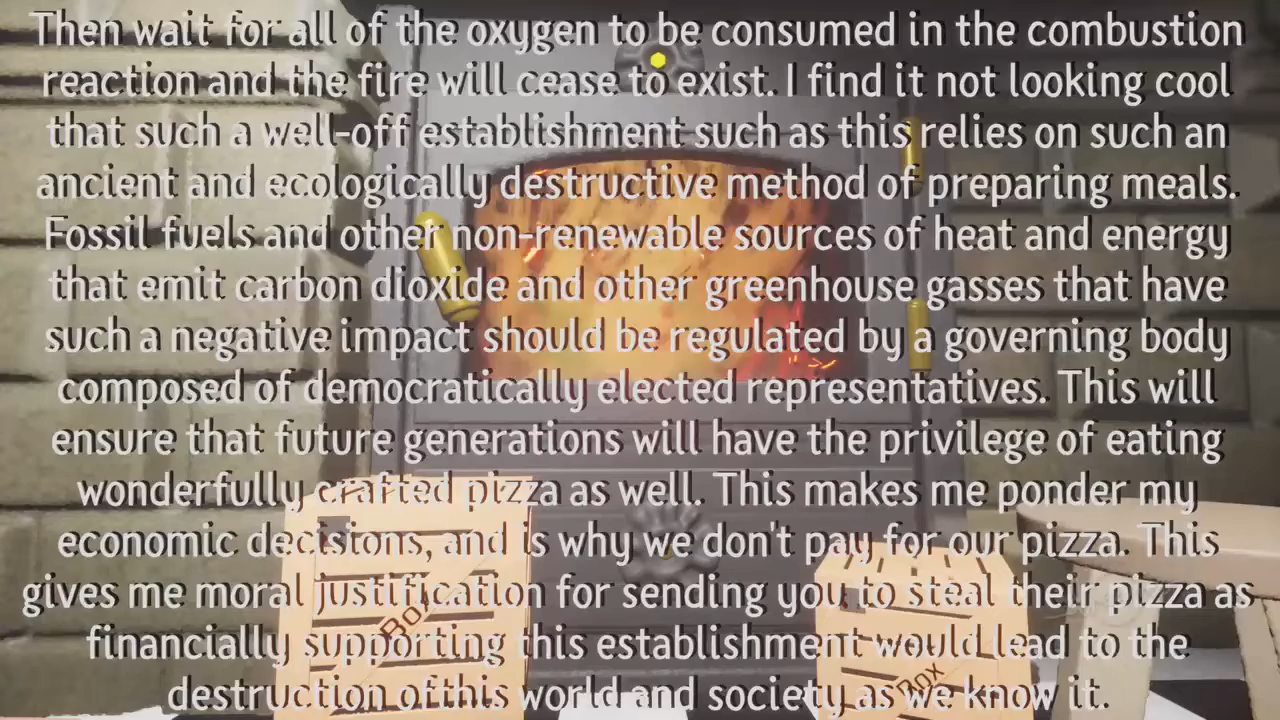 Then wait for all of the oxygen to be consumed in the combustion
reaction and the fire will cease to exist. I find it not looking cool
that such a well-off establishment such as this relies on such an
ancient and ecologically destructive method of preparing meals.
Fossil fuels and other non-renewable sources of heat and energy
that emit carbon dioxide and other greenhouse gasses that have
such a negative impact should be regulated by a governing body
composed of democratically elected representatives. This will
ensure that future generations will have the privilege of eating
wonderfully crafted pizza as well. This makes me ponder my
economic decisions, and is why we don't pay for our pizza. This
gives me moral justification for sending you to steal their pizza as
financially supporting this establishment would lead to the
destruction of this world and society as we know it.
BOX
BOX